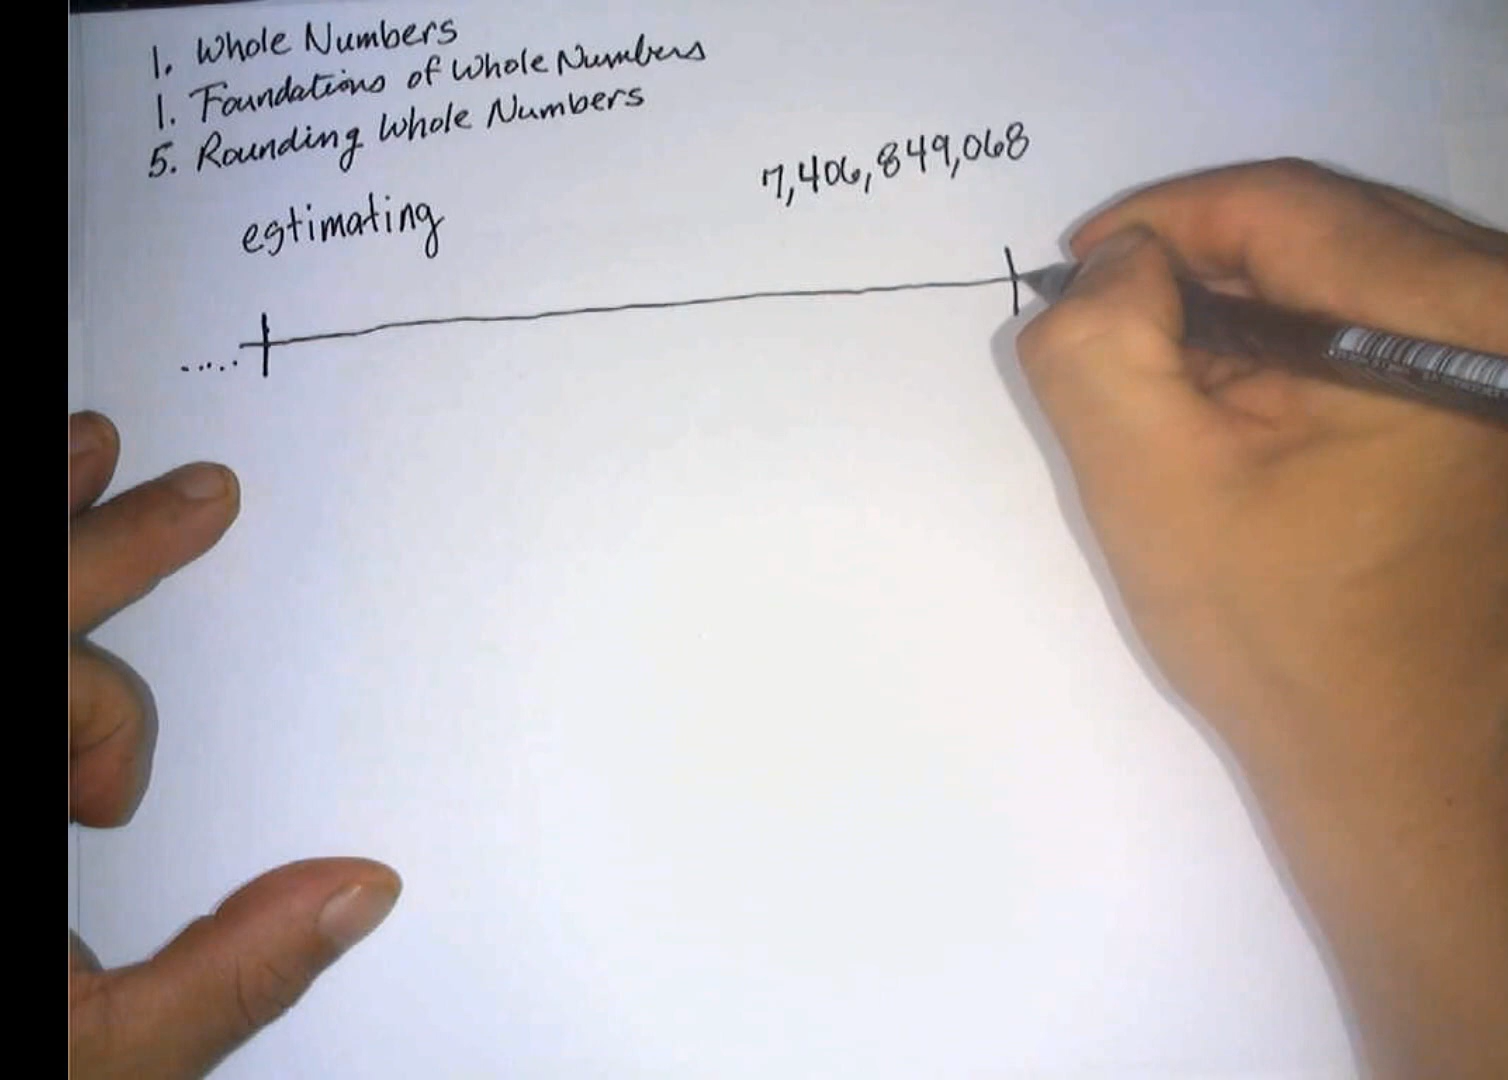 1. Whole Numbers
1. Foundations of Whole Numbers
5. Rounding Whole Numbers
estimating
7,406,849,068
.....